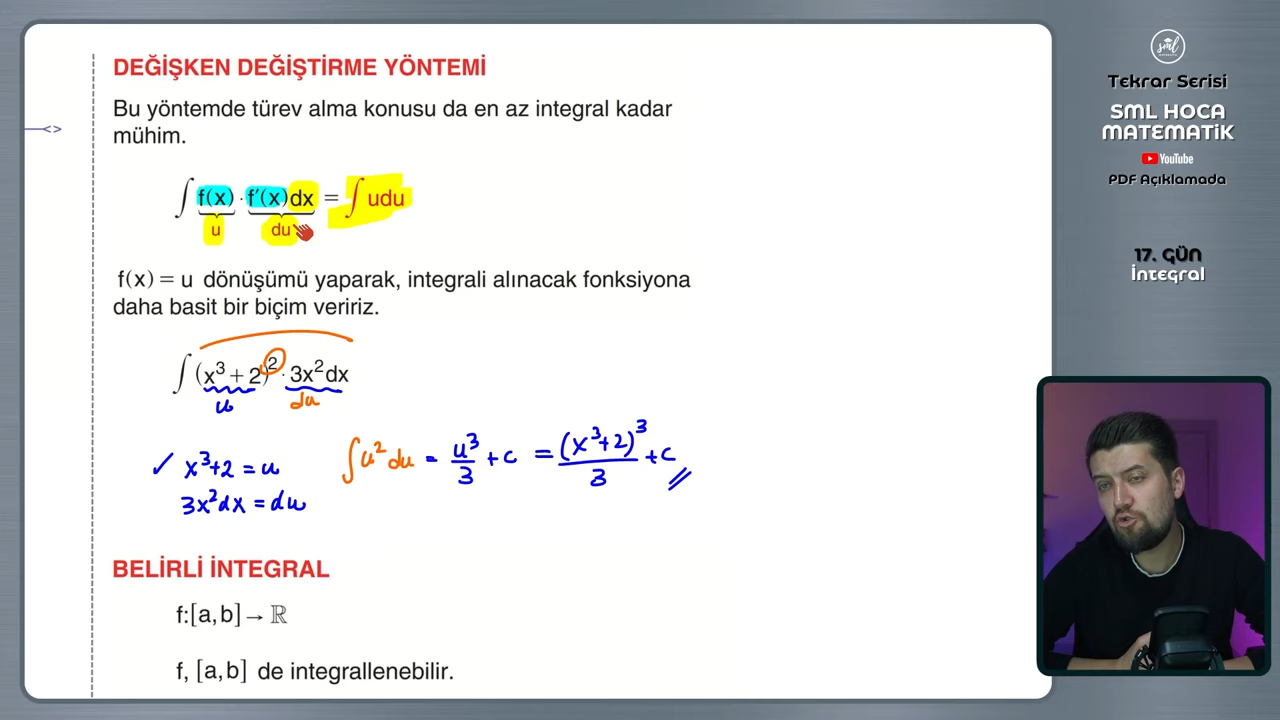 DEĞİŞKEN DEĞİŞTİRME YÖNTEMİ
Bu yöntemde türev alma konusu da en az integral kadar
mühim.
∫ f(x) · f′(x) dx = ∫ udu
u du
f(x) = u dönüşümü yaparak, integrali alınacak fonksiyona
daha basit bir biçim veririz.
∫ (x³ + 2)² · 3x²dx
u du
✓ x³+2 = u
3x²dx = du
∫ u² du = u³/3 + c = (x³+2)³/3 + c
BELİRLİ İNTEGRAL
f:[a,b] → ℝ
f, [a,b] de integrallenebilir.
sml
Tekrar Serisi
SML HOCA
MATEMATİK
YouTube
PDF Açıklamada
17. GÜN
İntegral